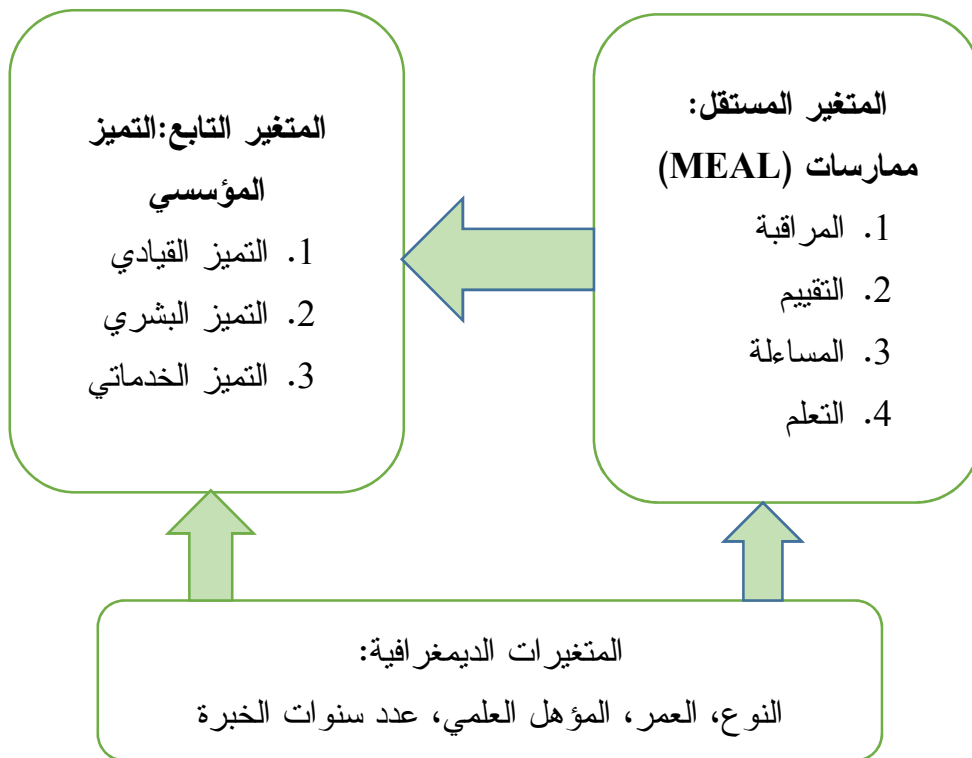 المتغير المستقل:
ممارسات (MEAL)
1. المراقبة
2. التقييم
3. المساءلة
4. التعلم
المتغير التابع:التميز
المؤسسي
1. التميز القيادي
2. التميز البشري
3. التميز الخدماتي
المتغيرات الديمغرافية:
النوع، العمر، المؤهل العلمي، عدد سنوات الخبرة